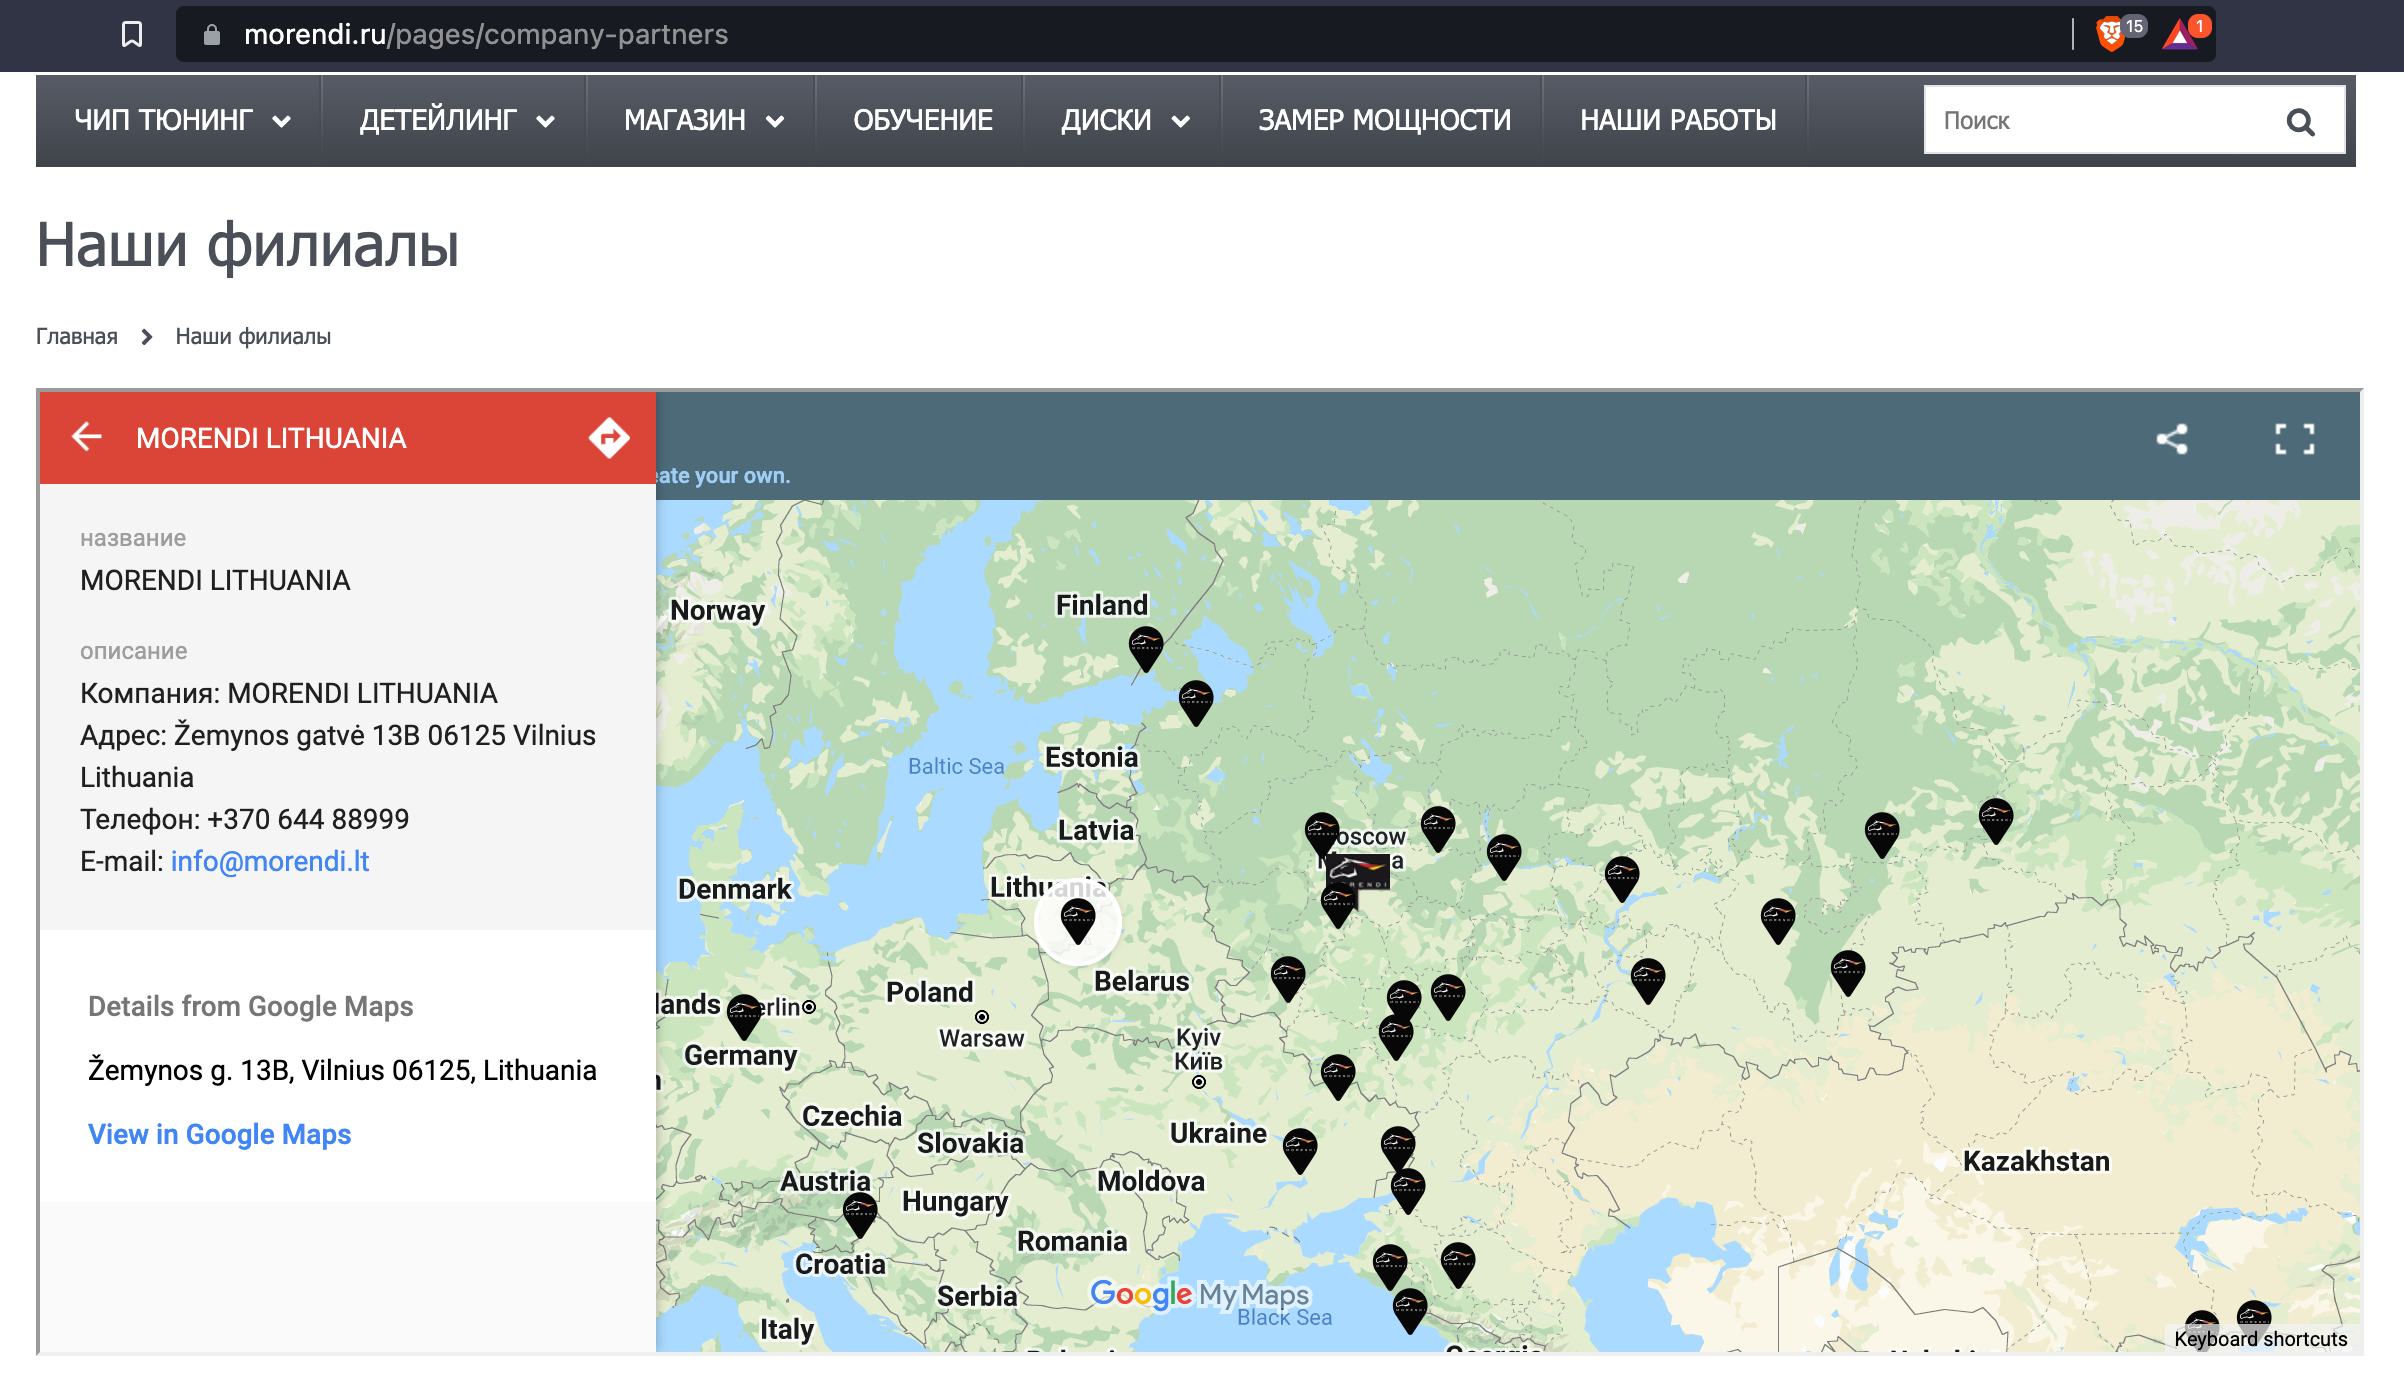 morendi.ru/pages/company-partners
15
1
ЧИП ТЮНИНГ
ДЕТЕЙЛИНГ
МАГАЗИН
ОБУЧЕНИЕ
ДИСКИ
ЗАМЕР МОЩНОСТИ
НАШИ РАБОТЫ
Поиск
Наши филиалы
Главная
Наши филиалы
MORENDI LITHUANIA
eate your own.
название
MORENDI LITHUANIA
описание
Компания: MORENDI LITHUANIA
Адрес: Žemynos gatvė 13B 06125 Vilnius
Lithuania
Телефон: +370 644 88999
E-mail: info@morendi.lt
Details from Google Maps
Žemynos g. 13B, Vilnius 06125, Lithuania
View in Google Maps
Norway
Finland
Baltic Sea
Estonia
Latvia
Denmark
Lithuania
oscow
Belarus
Poland
Warsaw
lands
erlin
Germany
Kyiv
Київ
Czechia
Slovakia
Ukraine
Austria
Hungary
Moldova
Kazakhstan
Romania
Croatia
Serbia
Google My Maps
Black Sea
Italy
Georgia
Keyboard shortcuts